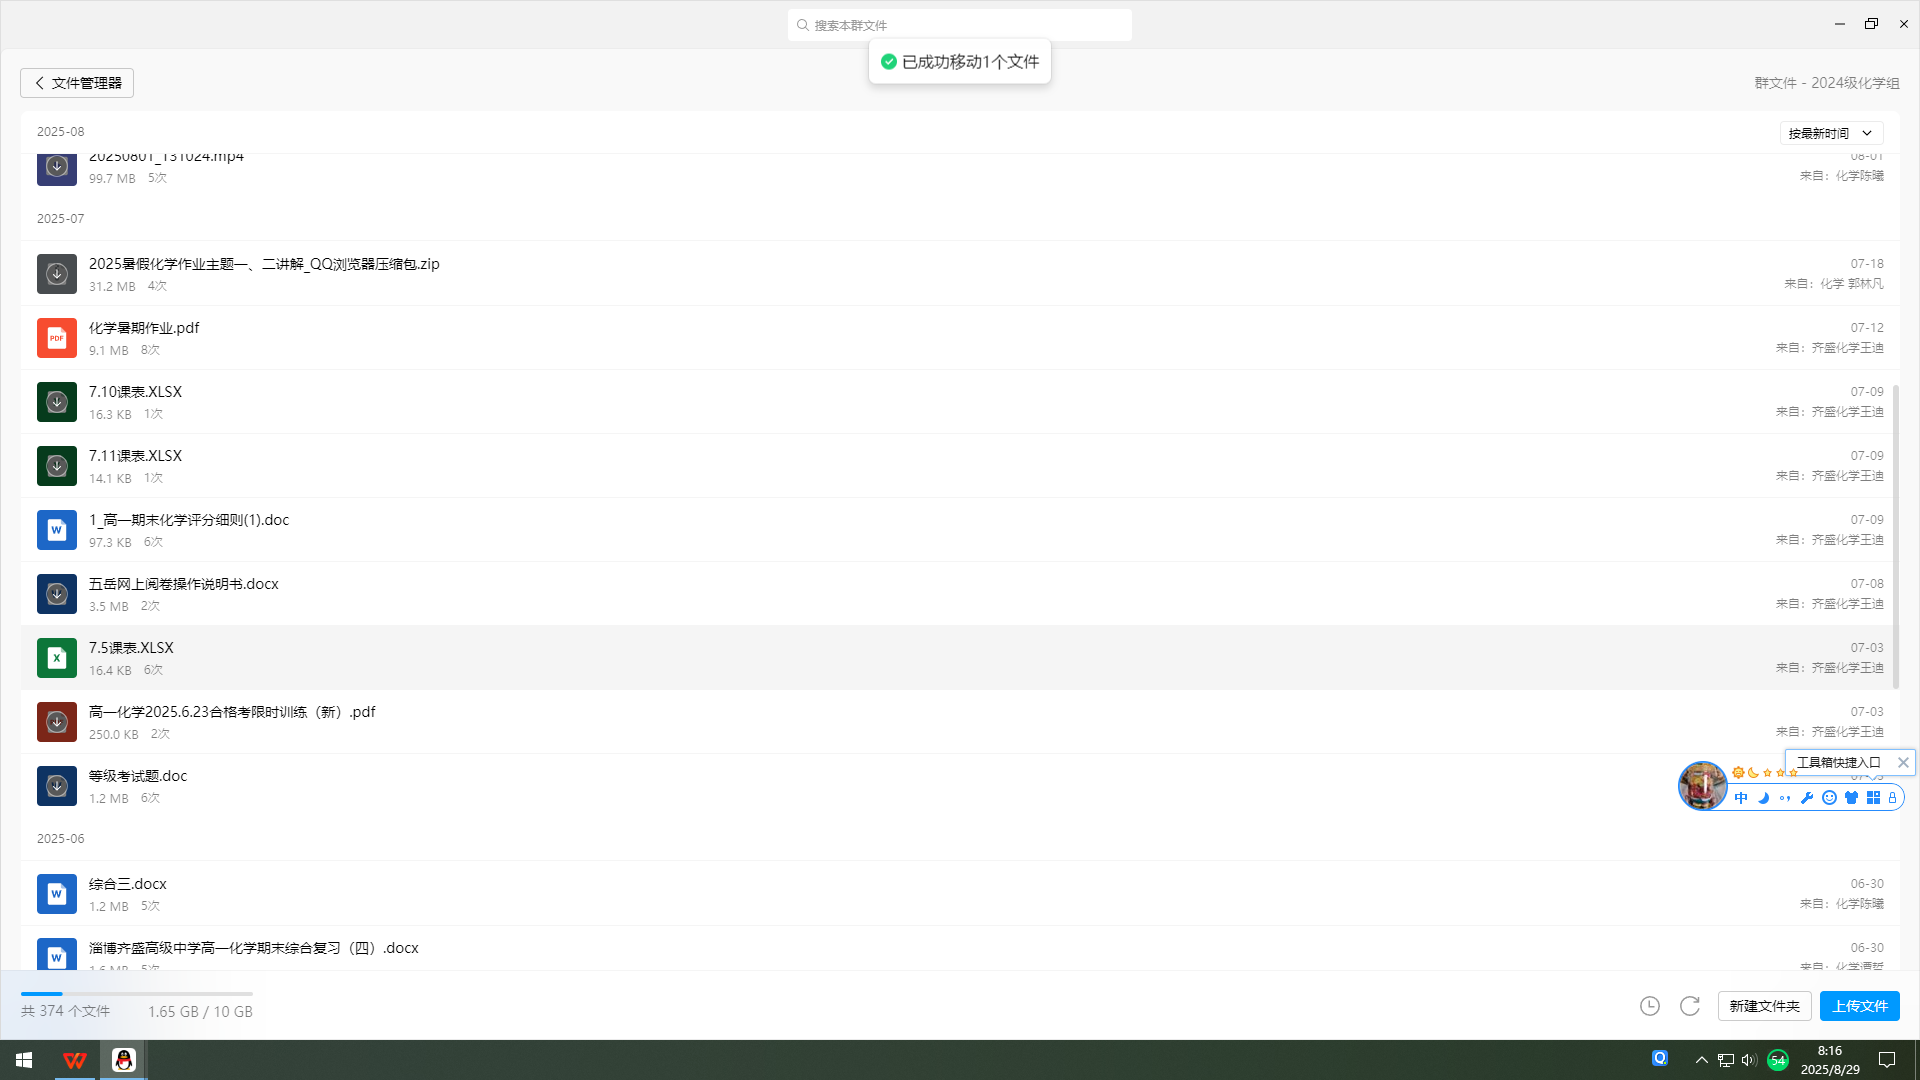 搜索本群文件
已成功移动1个文件
文件管理器
群文件 - 2024级化学组
2025-08
按最新时间
20250801_131024.mp4
08-01
99.7 MB 5次
来自：化学陈曦
2025-07
2025暑假化学作业主题一、二讲解_QQ浏览器压缩包.zip
07-18
31.2 MB 4次
来自：化学 郭林凡
化学暑期作业.pdf
07-12
PDF
9.1 MB 8次
来自：齐盛化学王迪
7.10课表.XLSX
07-09
16.3 KB 1次
来自：齐盛化学王迪
7.11课表.XLSX
07-09
14.1 KB 1次
来自：齐盛化学王迪
1_高一期末化学评分细则(1).doc
07-09
W
97.3 KB 6次
来自：齐盛化学王迪
五岳网上阅卷操作说明书.docx
07-08
3.5 MB 2次
来自：齐盛化学王迪
7.5课表.XLSX
07-03
X
16.4 KB 6次
来自：齐盛化学王迪
高一化学2025.6.23合格考限时训练（新）.pdf
07-03
250.0 KB 2次
来自：齐盛化学王迪
工具箱快捷入口
等级考试题.doc
1.2 MB 6次
中
2025-06
综合三.docx
06-30
W
1.2 MB 5次
来自：化学陈曦
淄博齐盛高级中学高一化学期末综合复习（四）.docx
06-30
W
1.6 MB 5次
共 374 个文件
1.65 GB / 10 GB
新建文件夹
上传文件
54
8:16
2025/8/29